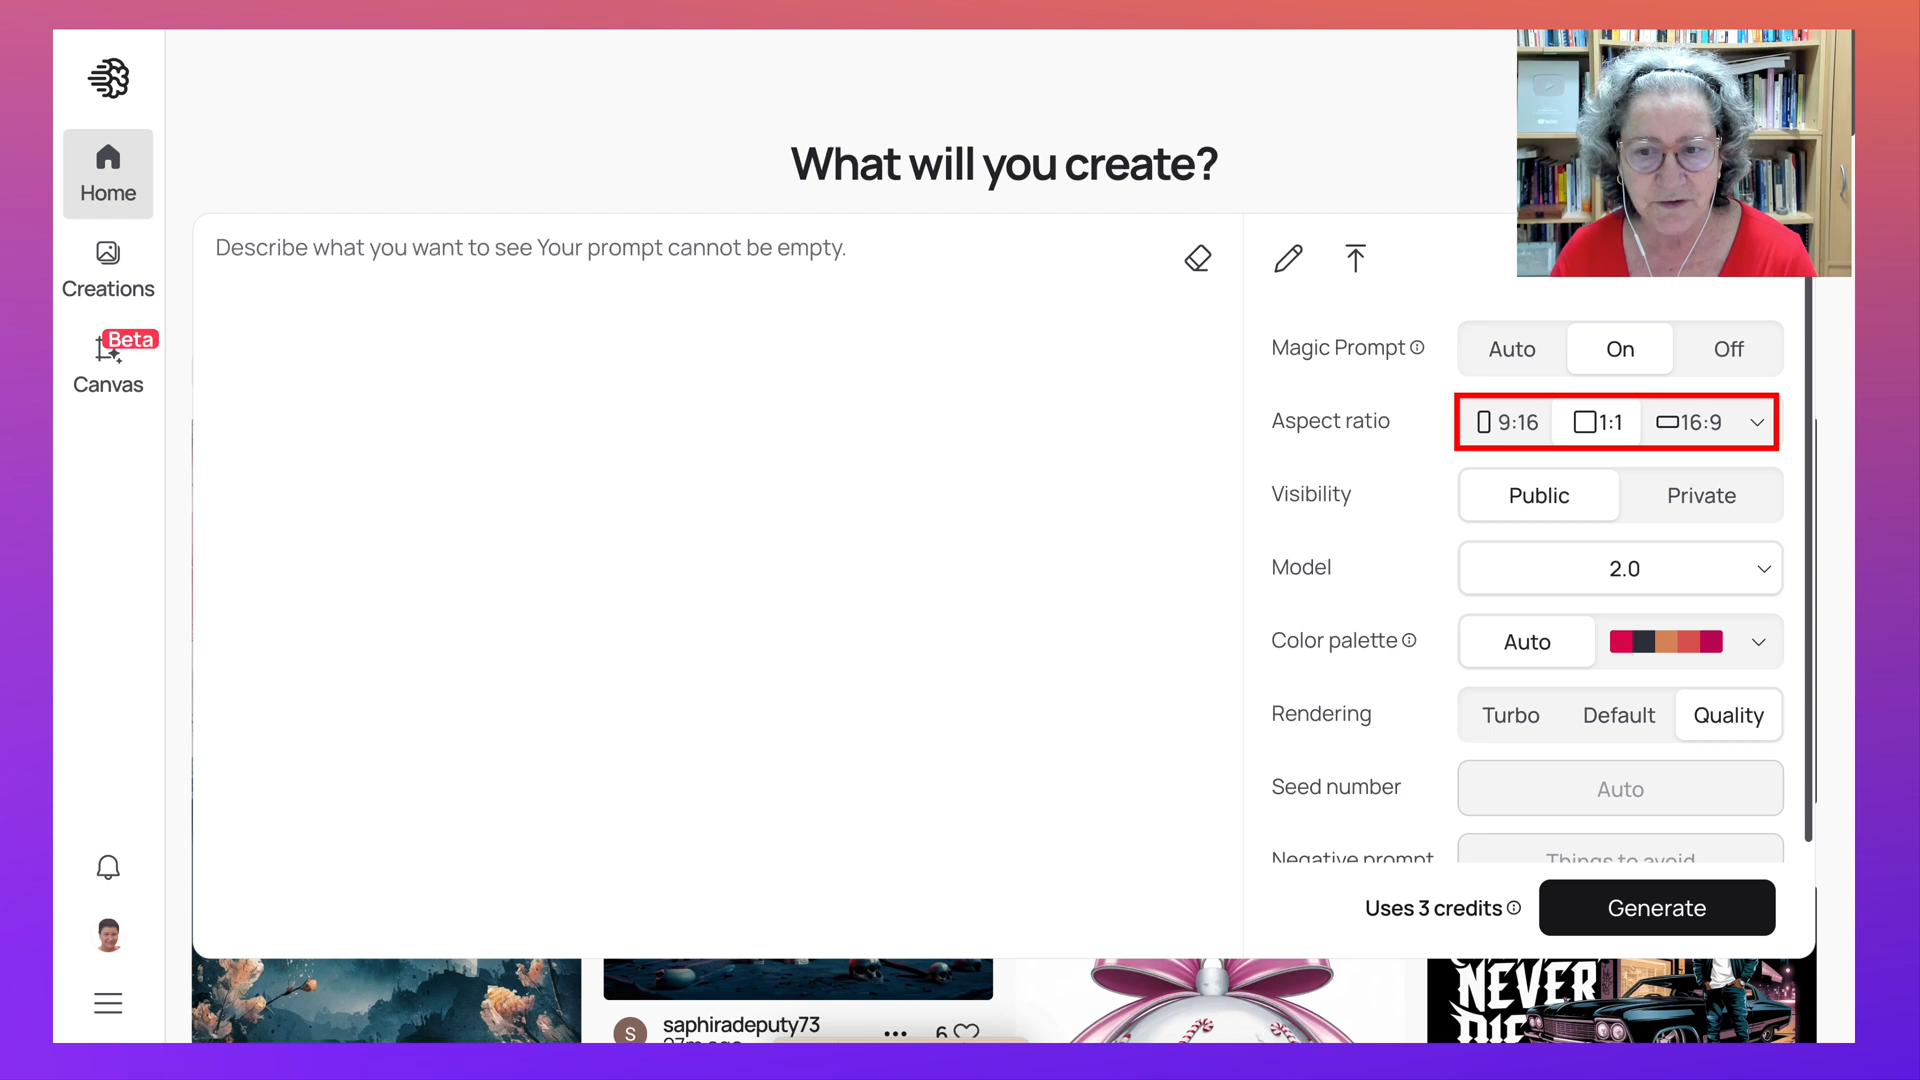 What will you create?
Home
Creations
Beta
Canvas
Describe what you want to see Your prompt cannot be empty.
Magic Prompt
Auto
On
Off
Aspect ratio
9:16
1:1
16:9
Visibility
Public
Private
Model
2.0
Color palette
Auto
Rendering
Turbo
Default
Quality
Seed number
Auto
Negative prompt
Things to avoid
Uses 3 credits
Generate
S
saphiradeputy73
6
NEVER
DIE